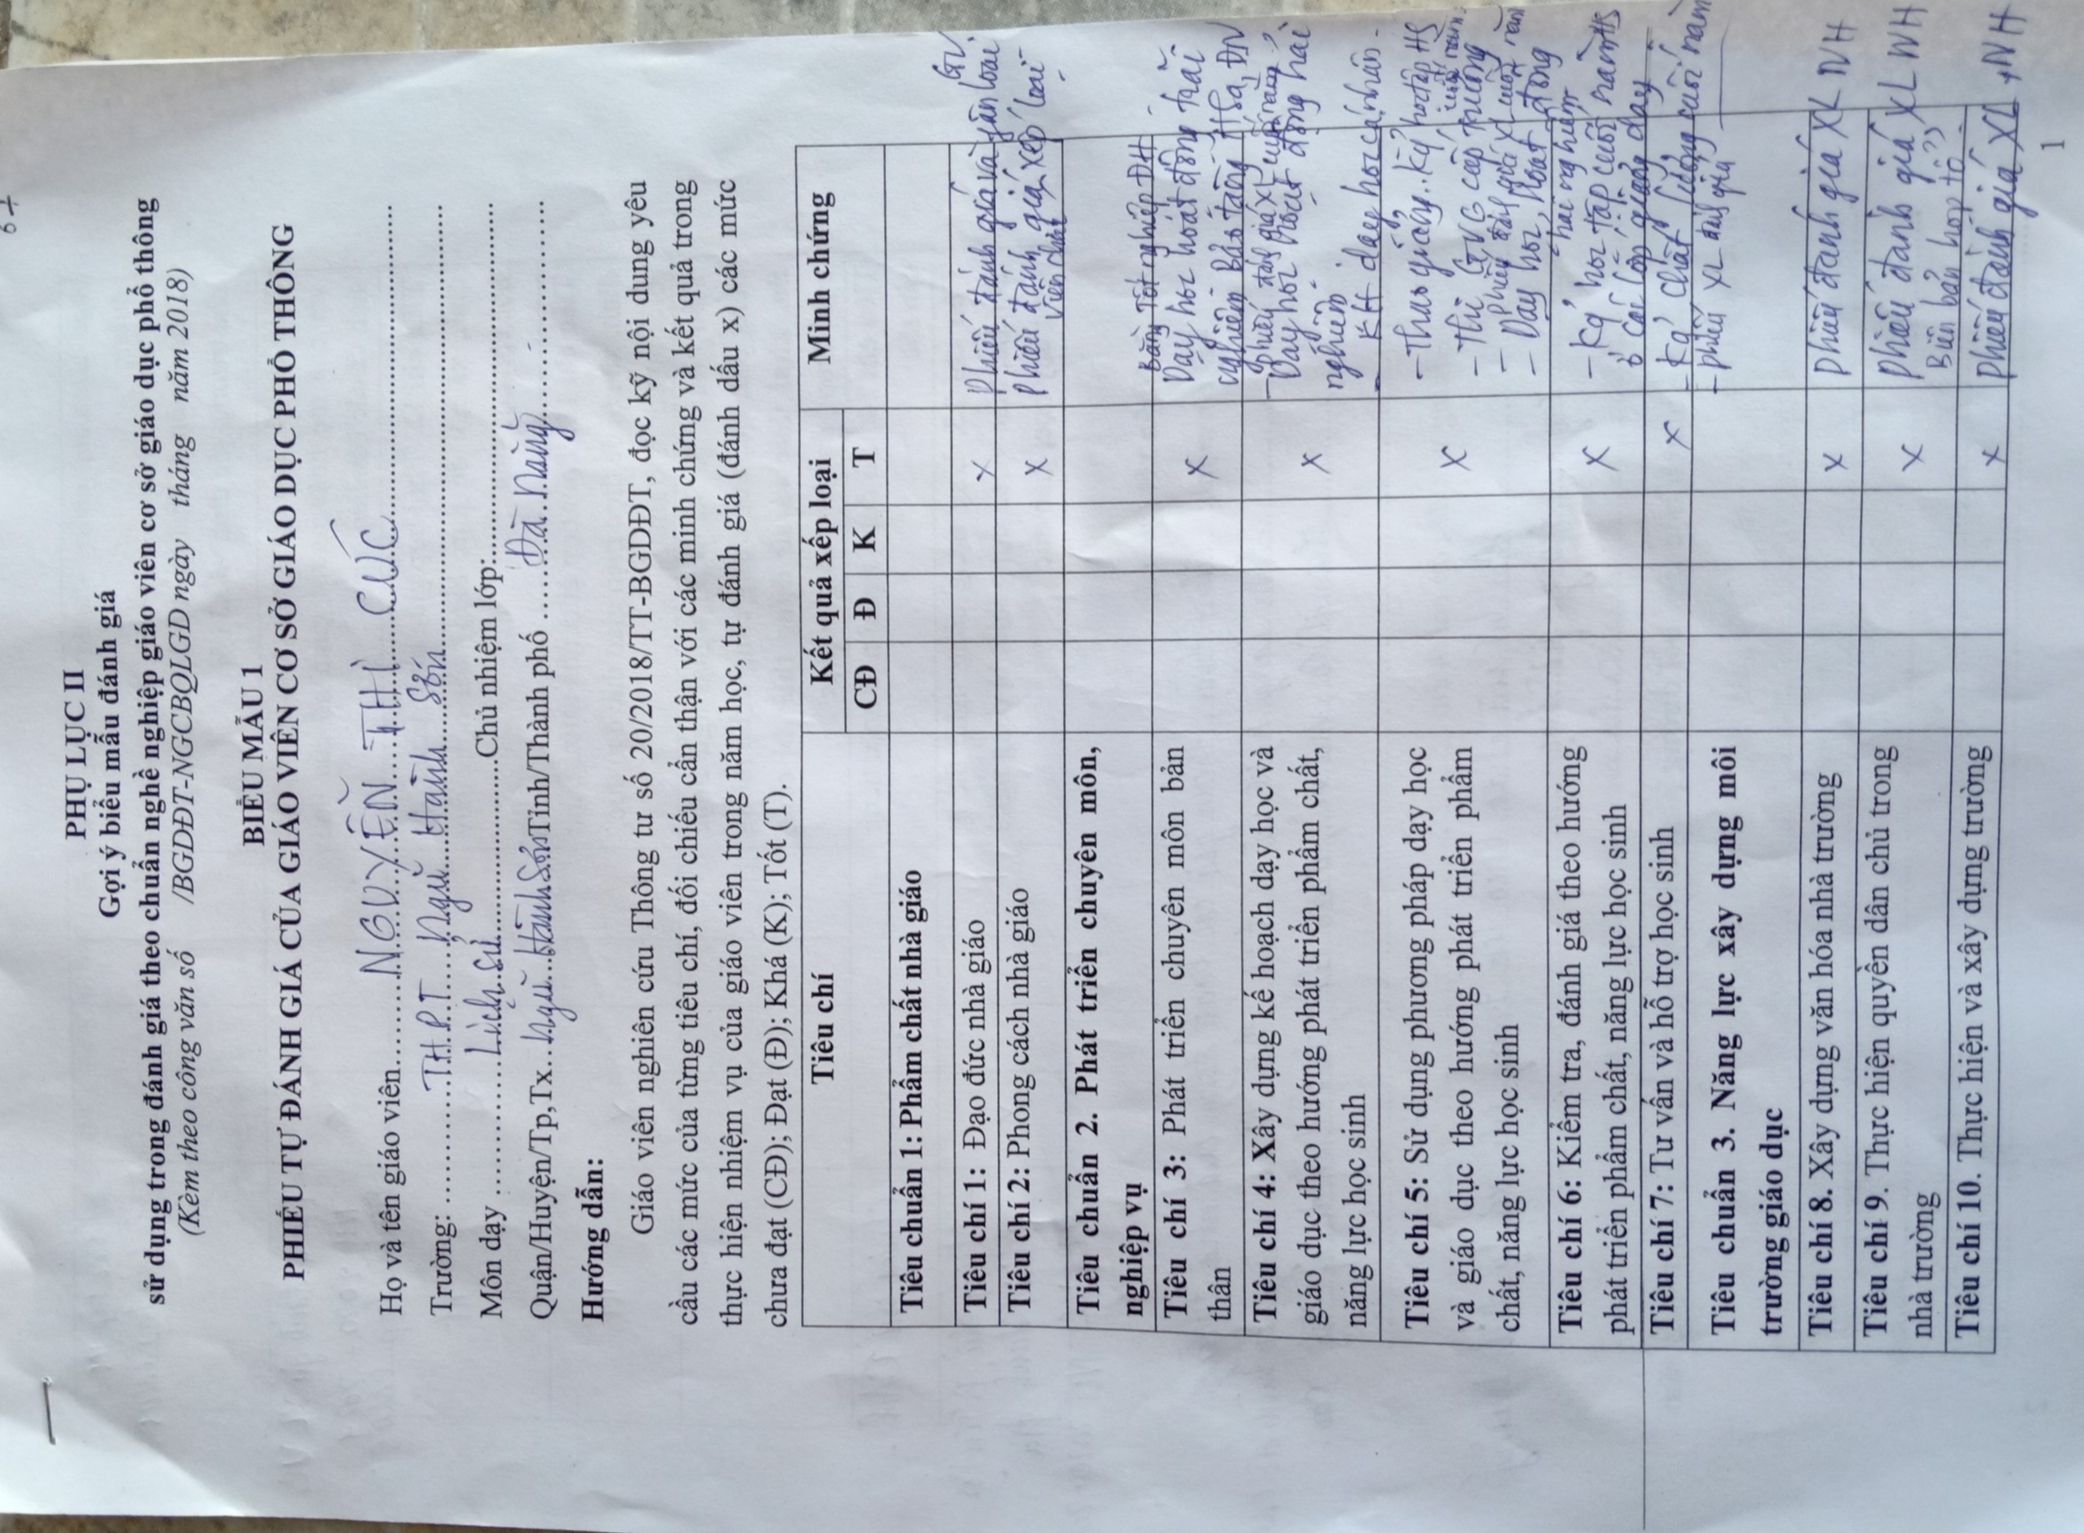 PHỤ LỤC II
Gợi ý biểu mẫu đánh giá
sử dụng trong đánh giá theo chuẩn nghề nghiệp giáo viên cơ sở giáo dục phổ thông
(Kèm theo công văn số /BGDĐT-NGCBQLGD ngày tháng năm 2018)
BIỂU MẪU 1
PHIẾU TỰ ĐÁNH GIÁ CỦA GIÁO VIÊN CƠ SỞ GIÁO DỤC PHỔ THÔNG
Họ và tên giáo viên NGUYỄN THỊ CÚC
Trường: THPT Ngũ Hành Sơn
Môn dạy Lịch sử Chủ nhiệm lớp:
Quận/Huyện/Tp,Tx Ngũ Hành Sơn Tỉnh/Thành phố Đà Nẵng
Hướng dẫn:
Giáo viên nghiên cứu Thông tư số 20/2018/TT-BGDĐT, đọc kỹ nội dung yêu
cầu các mức của từng tiêu chí, đối chiếu cẩn thận với các minh chứng và kết quả trong
thực hiện nhiệm vụ của giáo viên trong năm học, tự đánh giá (đánh dấu x) các mức
chưa đạt (CĐ); Đạt (Đ); Khá (K); Tốt (T).
Tiêu chí Kết quả xếp loại Minh chứng
CĐ Đ K T
Tiêu chuẩn 1: Phẩm chất nhà giáo
Tiêu chí 1: Đạo đức nhà giáo x Phiếu đánh giá và phân loại GV
Tiêu chí 2: Phong cách nhà giáo x Phiếu đánh giá, xếp loại
viên chức
Tiêu chuẩn 2. Phát triển chuyên môn,
nghiệp vụ
Tiêu chí 3: Phát triển chuyên môn bản
thân
x
Bằng Tốt nghiệp ĐH
Dạy học hoạt động trải
nghiệm Bảo tàng HSa, ĐN
- phiếu đánh giá XL cuối năm
Tiêu chí 4: Xây dựng kế hoạch dạy học và
giáo dục theo hướng phát triển phẩm chất,
năng lực học sinh
x
Dạy học hoạt động trải
nghiệm
- KH dạy học cá nhân
Tiêu chí 5: Sử dụng phương pháp dạy học
và giáo dục theo hướng phát triển phẩm
chất, năng lực học sinh
x
- Thao giảng, kq' học tập HS
cuối năm
- Thi GVG cấp trường
- phiếu đánh giá XL cuối năm
- Dạy học, hoạt động
trải nghiệm
Tiêu chí 6: Kiểm tra, đánh giá theo hướng
phát triển phẩm chất, năng lực học sinh
x
- Kq' học tập cuối năm HS
ở các lớp giảng dạy
Tiêu chí 7: Tư vấn và hỗ trợ học sinh x - Kq' chất lượng cuối năm
- phiếu XL
Tiêu chuẩn 3. Năng lực xây dựng môi
trường giáo dục
Tiêu chí 8. Xây dựng văn hóa nhà trường x Phiếu đánh giá XL NH
Tiêu chí 9. Thực hiện quyền dân chủ trong
nhà trường
x
Phiếu đánh giá XL NH
Biên bản họp tổ
Tiêu chí 10. Thực hiện và xây dựng trường x Phiếu đánh giá XL NH
1